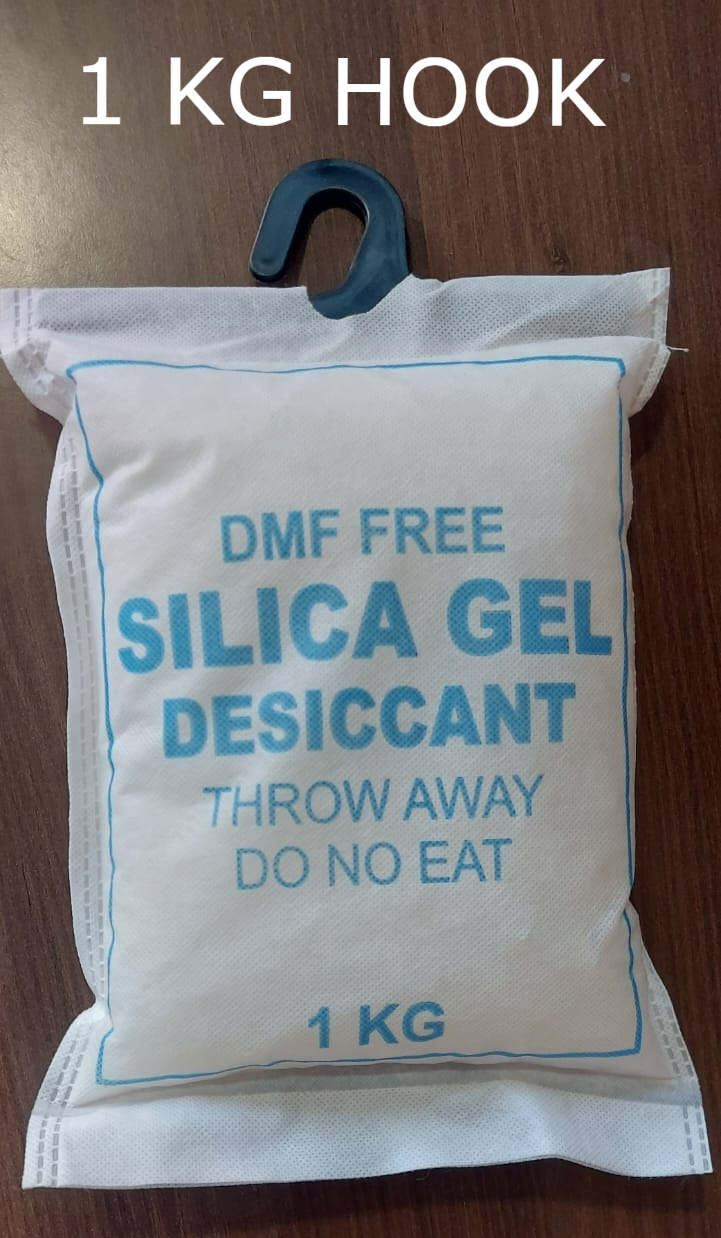 1 KG HOOK
DMF FREE
SILICA GEL
DESICCANT
THROW AWAY
DO NO EAT
1 KG